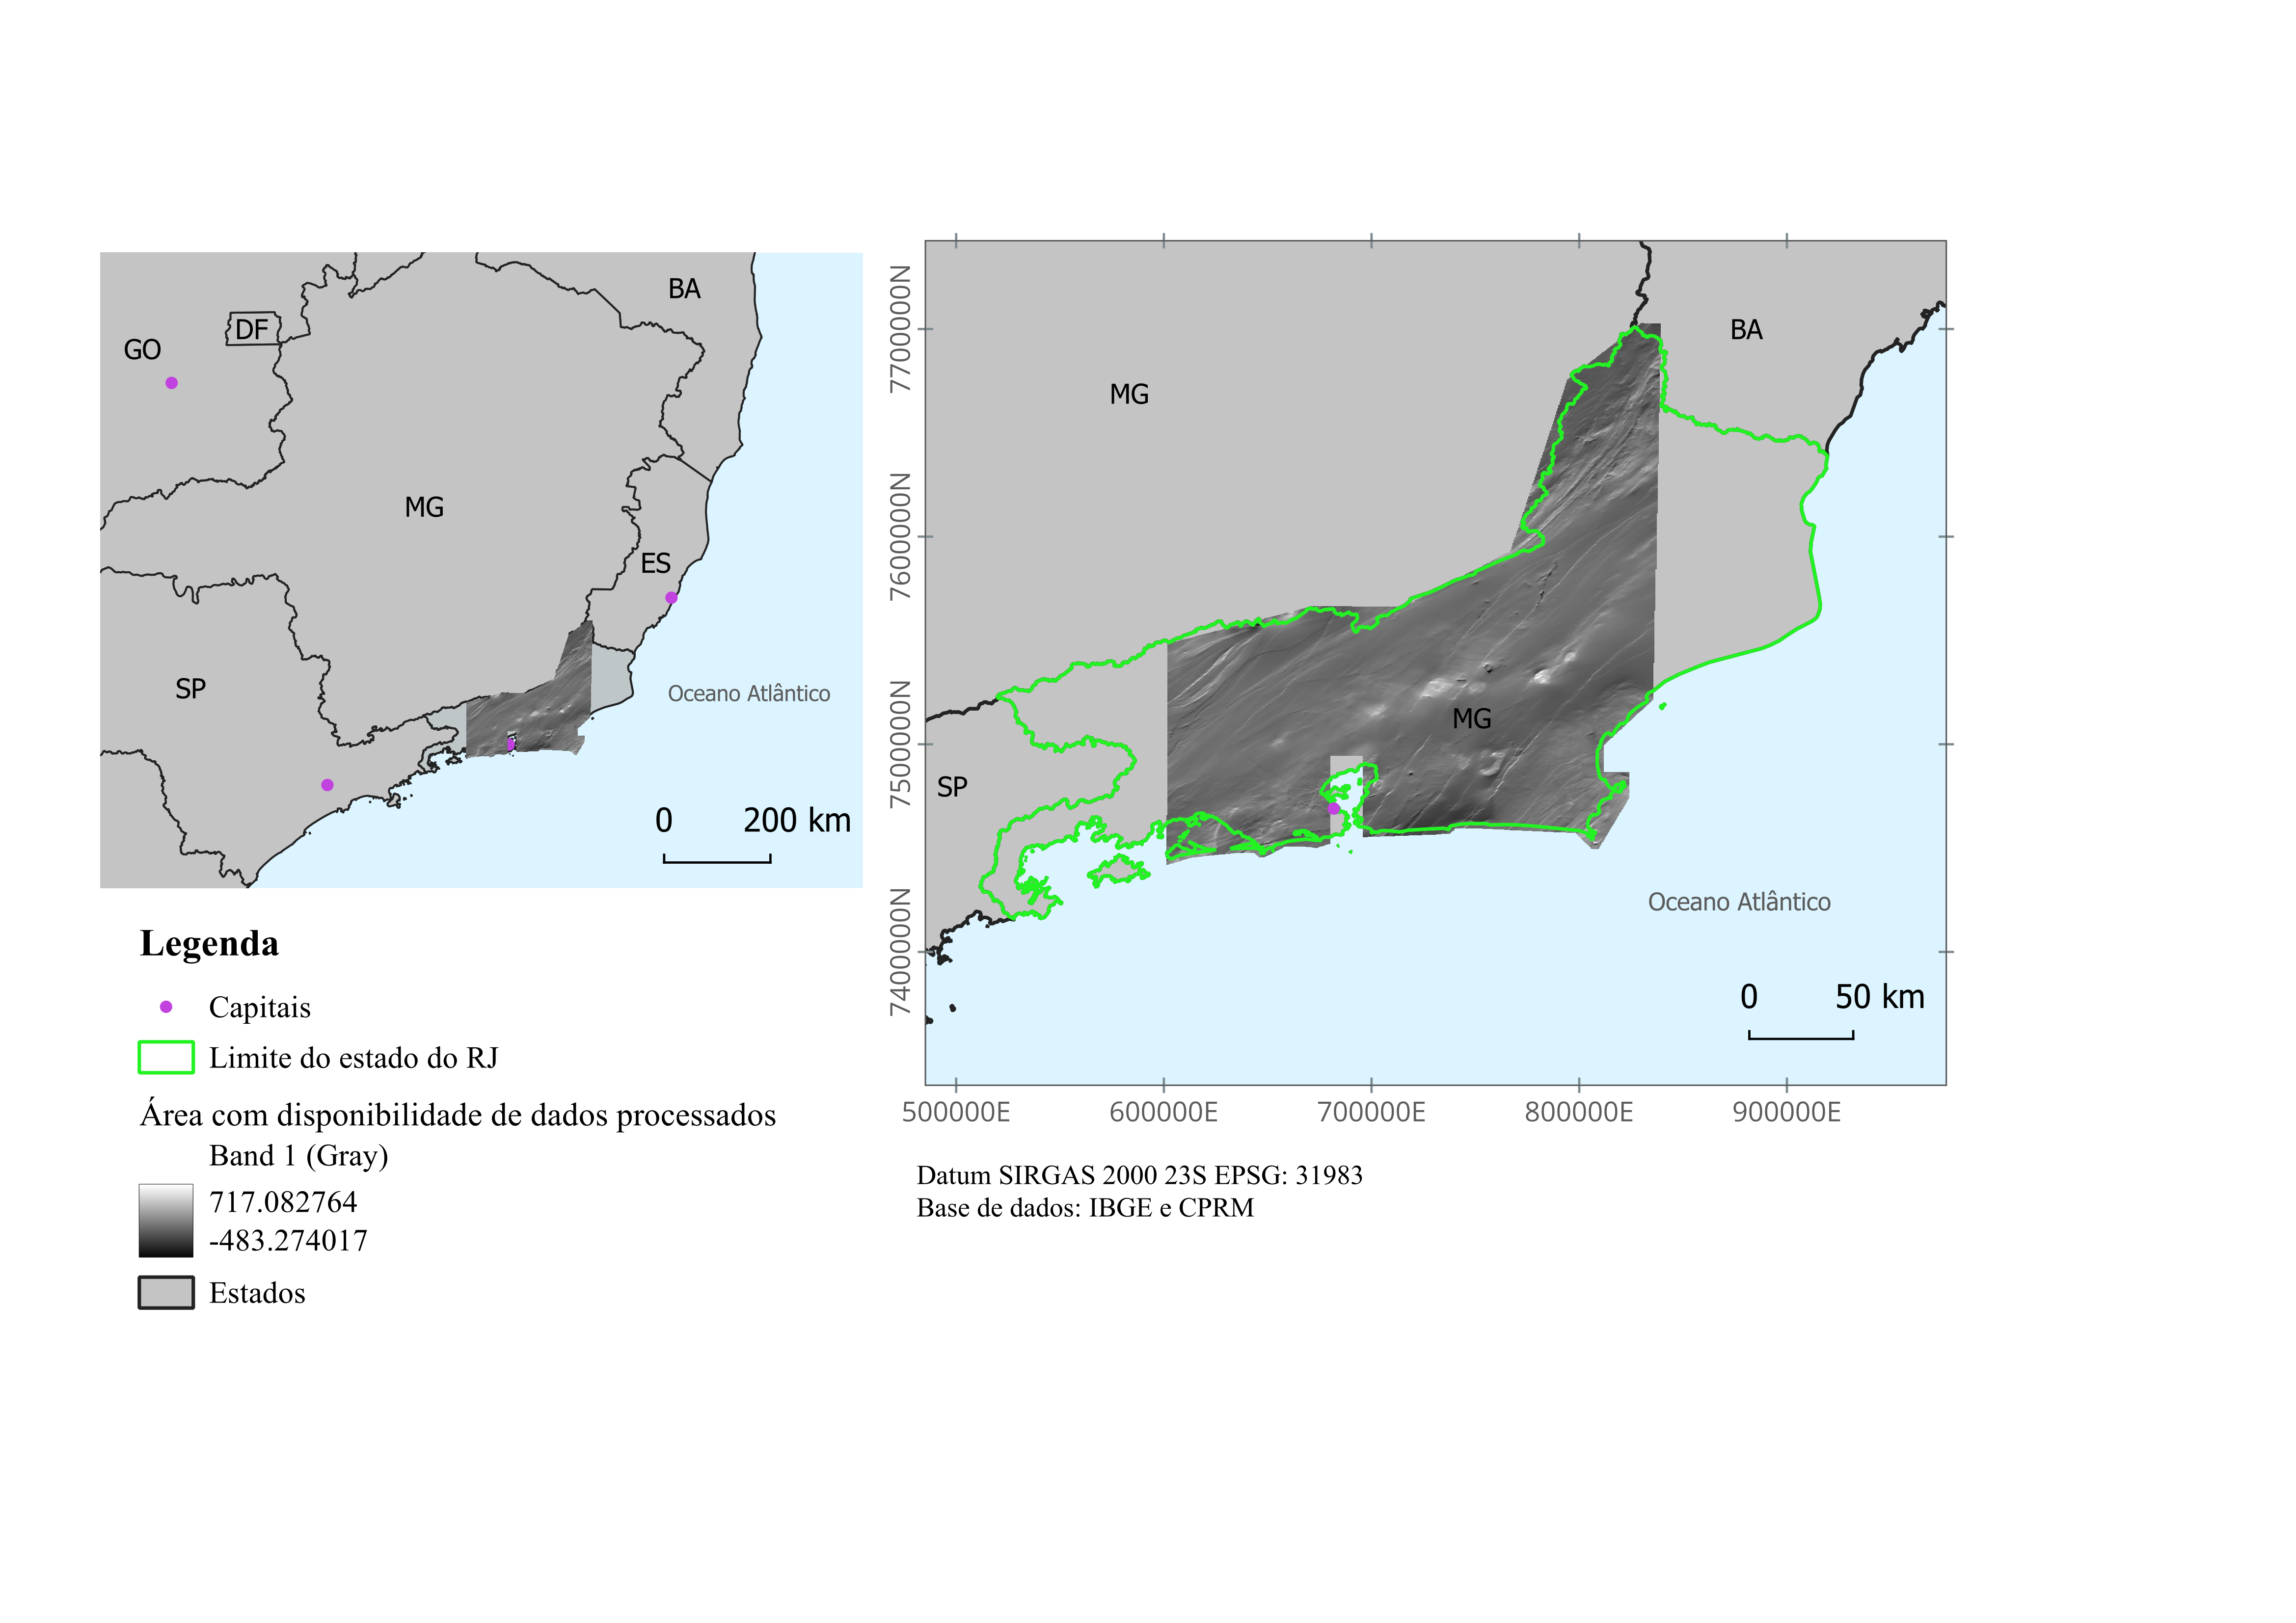 BA
DF
GO
MG
ES
SP
Oceano Atlântico
0 200 km
7700000N
7600000N
7500000N
7400000N
BA
MG
MG
SP
Oceano Atlântico
0 50 km
500000E 600000E 700000E 800000E 900000E
Legenda
Capitais
Limite do estado do RJ
Área com disponibilidade de dados processados
Band 1 (Gray)
717.082764
-483.274017
Estados
Datum SIRGAS 2000 23S EPSG: 31983
Base de dados: IBGE e CPRM